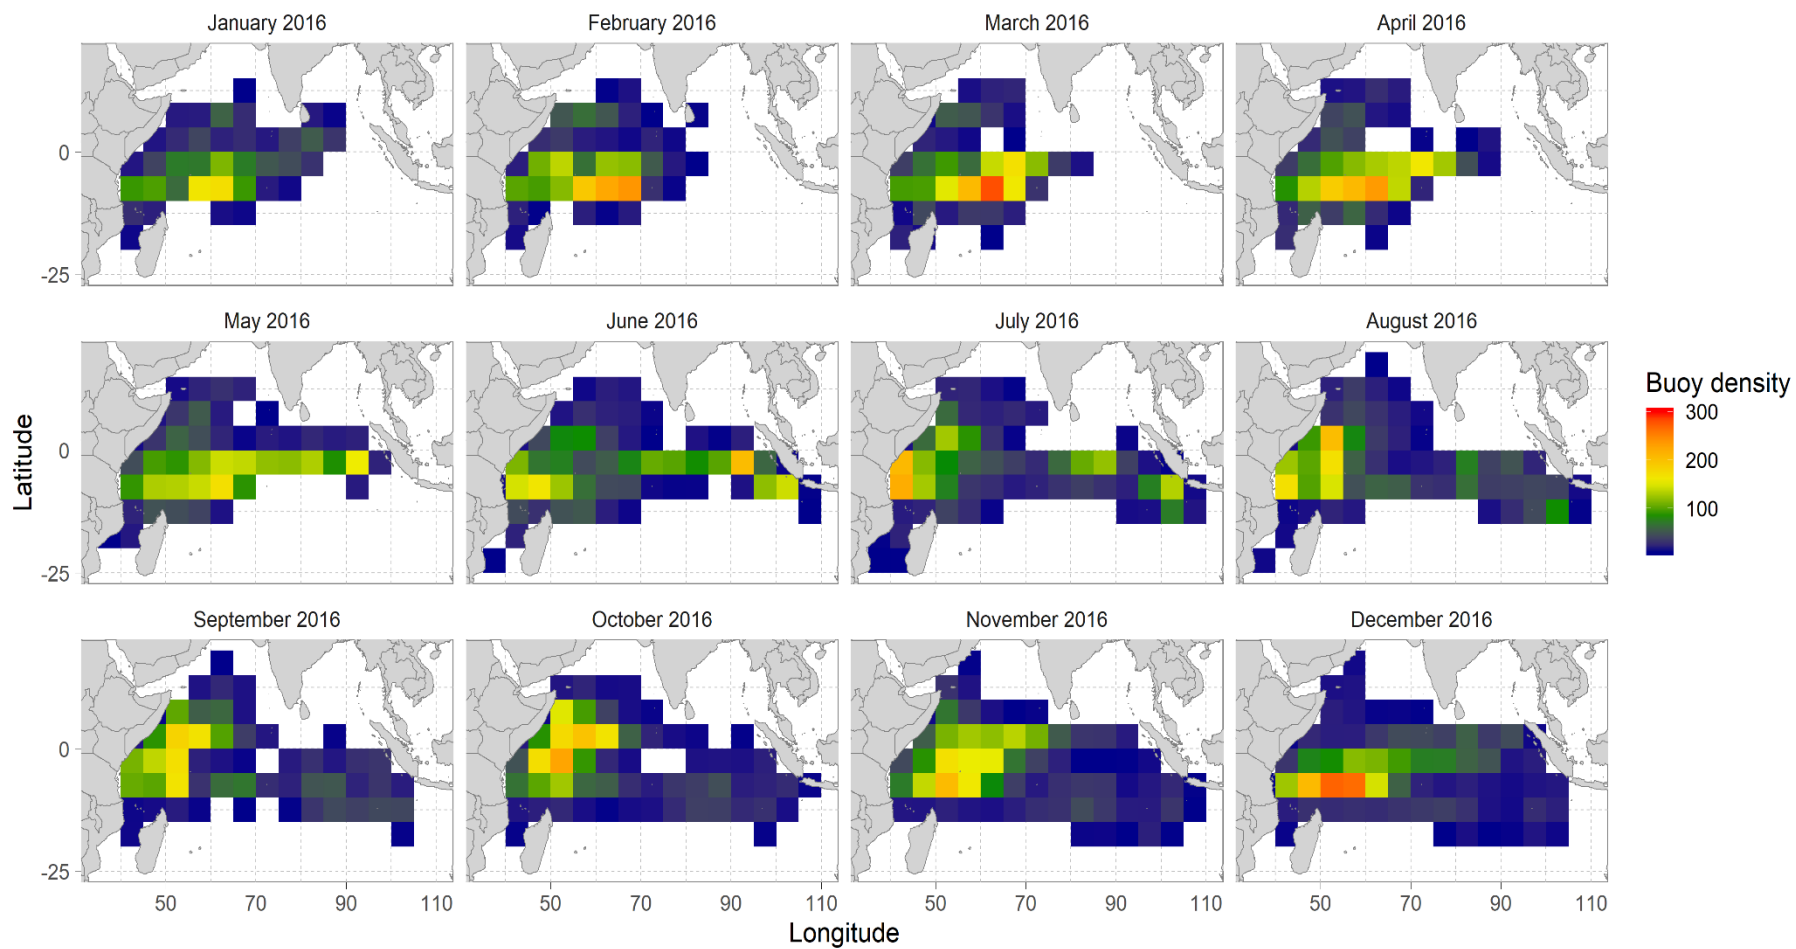 January 2016
February 2016
March 2016
April 2016
0
-25
May 2016
June 2016
July 2016
August 2016
0
-25
September 2016
October 2016
November 2016
December 2016
0
-25
50
70
90
110
50
70
90
110
50
70
90
110
50
70
90
110
Latitude
Longitude
Buoy density
300
200
100